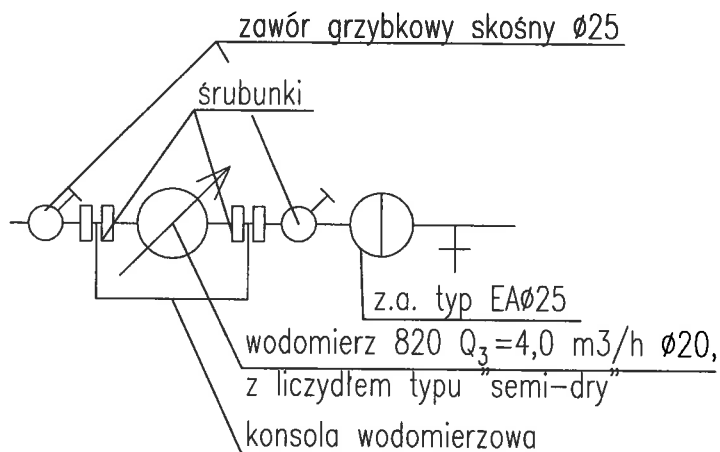 zawór grzybkowy skośny ø25
śrubunki
z.a. typ EAø25
wodomierz 820 Q₃=4,0 m3/h ø20,
z liczydłem typu "semi-dry"
konsola wodomierzowa